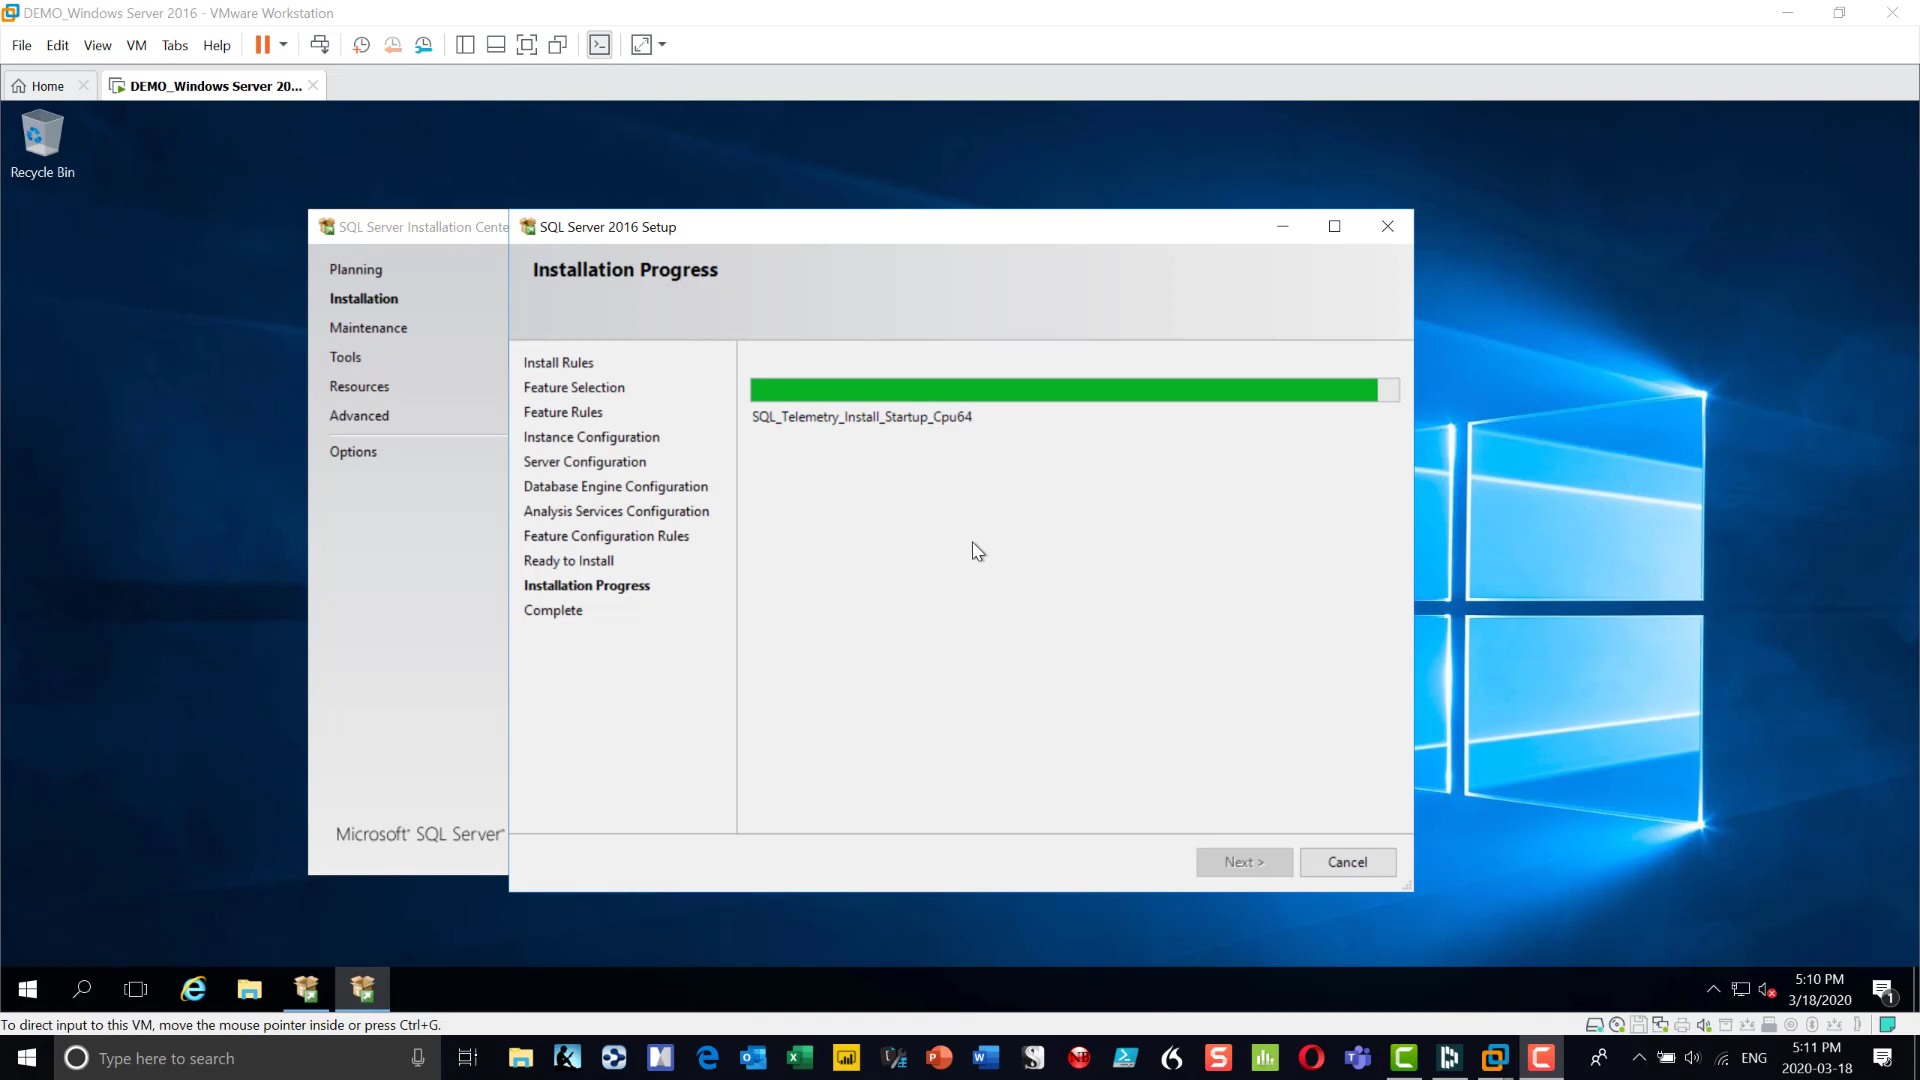 DEMO_Windows Server 2016 - VMware Workstation
File Edit View VM Tabs Help
Home
DEMO_Windows Server 20...
Recycle Bin
SQL Server Installation Cente
Planning
Installation
Maintenance
Tools
Resources
Advanced
Options
Microsoft SQL Server
SQL Server 2016 Setup
Installation Progress
Install Rules
Feature Selection
Feature Rules
Instance Configuration
Server Configuration
Database Engine Configuration
Analysis Services Configuration
Feature Configuration Rules
Ready to Install
Installation Progress
Complete
SQL_Telemetry_Install_Startup_Cpu64
Next >
Cancel
5:10 PM
3/18/2020
1
To direct input to this VM, move the mouse pointer inside or press Ctrl+G.
Type here to search
ENG
5:11 PM
2020-03-18